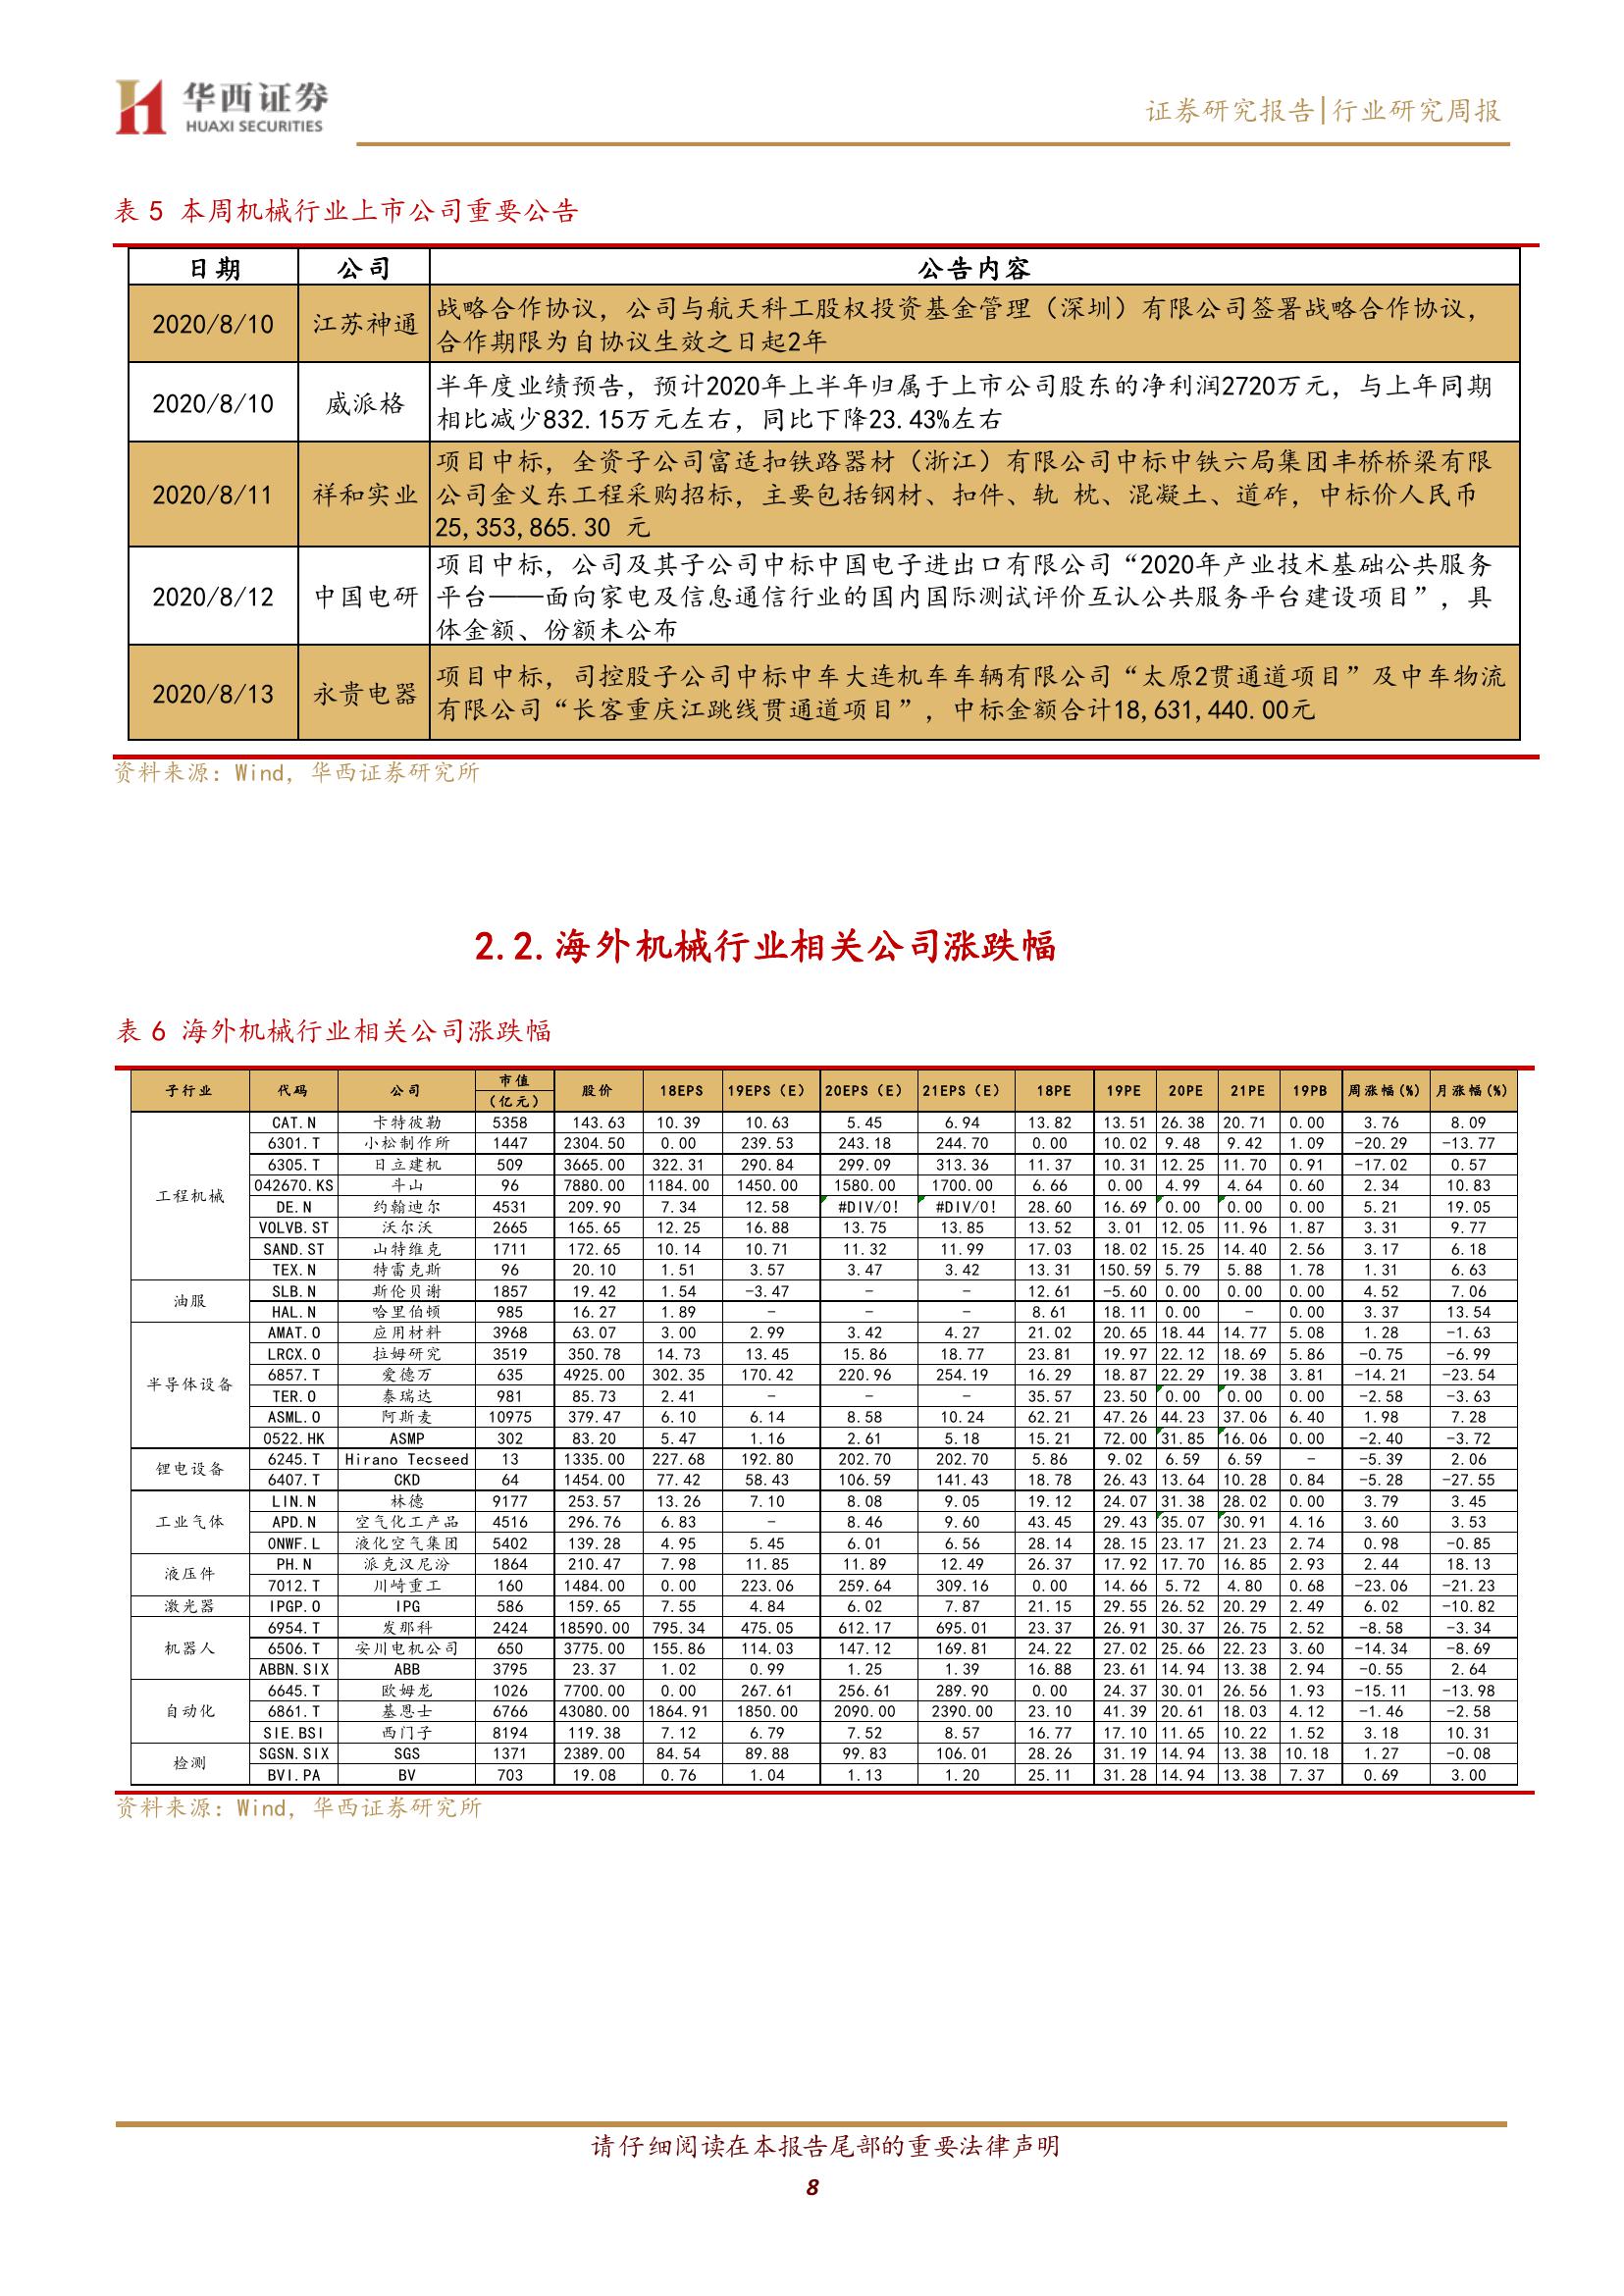 华西证券
HUAXI SECURITIES
证券研究报告|行业研究周报
表 5 本周机械行业上市公司重要公告
日期 公司 公告内容
2020/8/10 江苏神通 战略合作协议，公司与航天科工股权投资基金管理（深圳）有限公司签署战略合作协议，
合作期限为自协议生效之日起2年
2020/8/10 威派格 半年度业绩预告，预计2020年上半年归属于上市公司股东的净利润2720万元，与上年同期
相比减少832.15万元左右，同比下降23.43%左右
2020/8/11 祥和实业 项目中标，全资子公司富适扣铁路器材（浙江）有限公司中标中铁六局集团丰桥桥梁有限
公司金义东工程采购招标，主要包括钢材、扣件、轨 枕、混凝土、道砟，中标价人民币
25,353,865.30 元
2020/8/12 中国电研 项目中标，公司及其子公司中标中国电子进出口有限公司“2020年产业技术基础公共服务
平台——面向家电及信息通信行业的国内国际测试评价互认公共服务平台建设项目”，具
体金额、份额未公布
2020/8/13 永贵电器 项目中标，司控股子公司中标中车大连机车车辆有限公司“太原2贯通道项目”及中车物流
有限公司“长客重庆江跳线贯通道项目”，中标金额合计18,631,440.00元
资料来源：Wind，华西证券研究所
2.2.海外机械行业相关公司涨跌幅
表 6 海外机械行业相关公司涨跌幅
子行业 代码 公司 市值（亿元） 股价 18EPS 19EPS（E） 20EPS（E） 21EPS（E） 18PE 19PE 20PE 21PE 19PB 周涨幅(%) 月涨幅(%)
工程机械 CAT.N 卡特彼勒 5358 143.63 10.39 10.63 5.45 6.94 13.82 13.51 26.38 20.71 0.00 3.76 8.09
6301.T 小松制作所 1447 2304.50 0.00 239.53 243.18 244.70 0.00 10.02 9.48 9.42 1.09 -20.29 -13.77
6305.T 日立建机 509 3665.00 322.31 290.84 299.09 313.36 11.37 10.31 12.25 11.70 0.91 -17.02 0.57
042670.KS 斗山 96 7880.00 1184.00 1450.00 1580.00 1700.00 6.66 0.00 4.99 4.64 0.60 2.34 10.83
DE.N 约翰迪尔 4531 209.90 7.34 12.58 #DIV/0! #DIV/0! 28.60 16.69 0.00 0.00 0.00 5.21 19.05
VOLVB.ST 沃尔沃 2665 165.65 12.25 16.88 13.75 13.85 13.52 3.01 12.05 11.96 1.87 3.31 9.77
SAND.ST 山特维克 1711 172.65 10.14 10.71 11.32 11.99 17.03 18.02 15.25 14.40 2.56 3.17 6.18
TEX.N 特雷克斯 96 20.10 1.51 3.57 3.47 3.42 13.31 150.59 5.79 5.88 1.78 1.31 6.63
油服 SLB.N 斯伦贝谢 1857 19.42 1.54 -3.47 - - 12.61 -5.60 0.00 0.00 0.00 4.52 7.06
HAL.N 哈里伯顿 985 16.27 1.89 - - - 8.61 18.11 0.00 - 0.00 3.37 13.54
半导体设备 AMAT.O 应用材料 3968 63.07 3.00 2.99 3.42 4.27 21.02 20.65 18.44 14.77 5.08 1.28 -1.63
LRCX.O 拉姆研究 3519 350.78 14.73 13.45 15.86 18.77 23.81 19.97 22.12 18.69 5.86 -0.75 -6.99
6857.T 爱德万 635 4925.00 302.35 170.42 220.96 254.19 16.29 18.87 22.29 19.38 3.81 -14.21 -23.54
TER.O 泰瑞达 981 85.73 2.41 - - - 35.57 23.50 0.00 0.00 0.00 -2.58 -3.63
ASML.O 阿斯麦 10975 379.47 6.10 6.14 8.58 10.24 62.21 47.26 44.23 37.06 6.40 1.98 7.28
0522.HK ASMP 302 83.20 5.47 1.16 2.61 5.18 15.21 72.00 31.85 16.06 0.00 -2.40 -3.72
锂电设备 6245.T Hirano Tecseed 13 1335.00 227.68 192.80 202.70 202.70 5.86 9.02 6.59 6.59 - -5.39 2.06
6407.T CKD 64 1454.00 77.42 58.43 106.59 141.43 18.78 26.43 13.64 10.28 0.84 -5.28 -27.55
工业气体 LIN.N 林德 9177 253.57 13.26 7.10 8.08 9.05 19.12 24.07 31.38 28.02 0.00 3.79 3.45
APD.N 空气化工产品 4516 296.76 6.83 - 8.46 9.60 43.45 29.43 35.07 30.91 4.16 3.60 3.53
0NWF.L 液化空气集团 5402 139.28 4.95 5.45 6.01 6.56 28.14 28.15 23.17 21.23 2.74 0.98 -0.85
液压件 PH.N 派克汉尼汾 1864 210.47 7.98 11.85 11.89 12.49 26.37 17.92 17.70 16.85 2.93 2.44 18.13
7012.T 川崎重工 160 1484.00 0.00 223.06 259.64 309.16 0.00 14.66 5.72 4.80 0.68 -23.06 -21.23
激光器 IPGP.O IPG 586 159.65 7.55 4.84 6.02 7.87 21.15 29.55 26.52 20.29 2.49 6.02 -10.82
机器人 6954.T 发那科 2424 18590.00 795.34 475.05 612.17 695.01 23.37 26.91 30.37 26.75 2.52 -8.58 -3.34
6506.T 安川电机公司 650 3775.00 155.86 114.03 147.12 169.81 24.22 27.02 25.66 22.23 3.60 -14.34 -8.69
ABBN.SIX ABB 3795 23.37 1.02 0.99 1.25 1.39 16.88 23.61 14.94 13.38 2.94 -0.55 2.64
自动化 6645.T 欧姆龙 1026 7700.00 0.00 267.61 256.61 289.90 0.00 24.37 30.01 26.56 1.93 -15.11 -13.98
6861.T 基恩士 6766 43080.00 1864.91 1850.00 2090.00 2390.00 23.10 41.39 20.61 18.03 4.12 -1.46 -2.58
SIE.BSI 西门子 8194 119.38 7.12 6.79 7.52 8.57 16.77 17.10 11.65 10.22 1.52 3.18 10.31
检测 SGSN.SIX SGS 1371 2389.00 84.54 89.88 99.83 106.01 28.26 31.19 14.94 13.38 10.18 1.27 -0.08
BVI.PA BV 703 19.08 0.76 1.04 1.13 1.20 25.11 31.28 14.94 13.38 7.37 0.69 3.00
资料来源：Wind，华西证券研究所
请仔细阅读在本报告尾部的重要法律声明
8